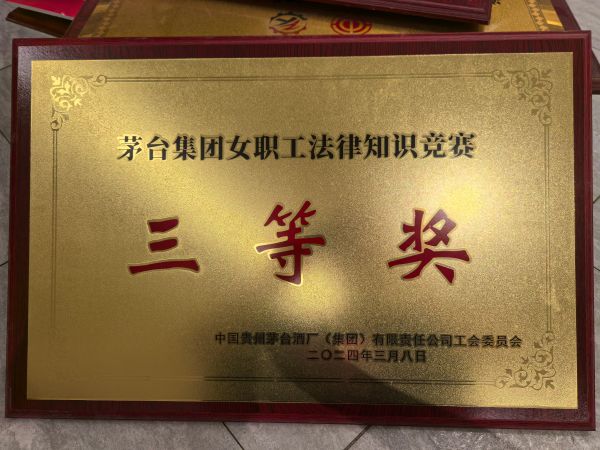 茅台集团女职工法律知识竞赛
三等奖
中国贵州茅台酒厂（集团）有限责任公司工会委员会
二〇二四年三月八日